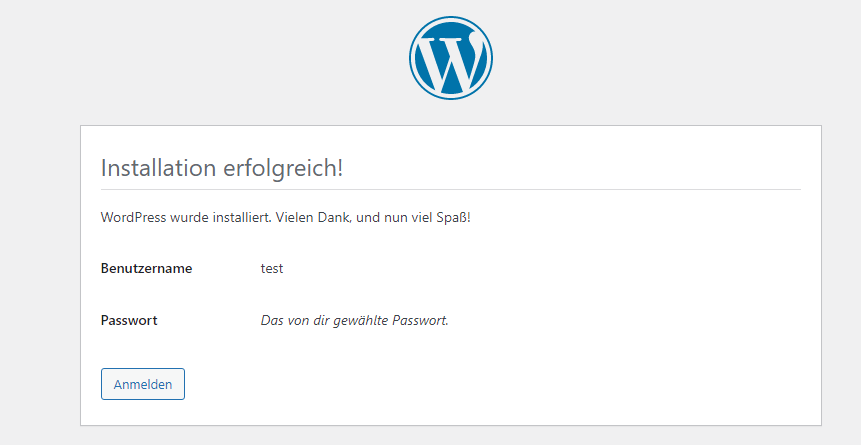 Installation erfolgreich!
WordPress wurde installiert. Vielen Dank, und nun viel Spaß!
Benutzername test
Passwort Das von dir gewählte Passwort.
Anmelden